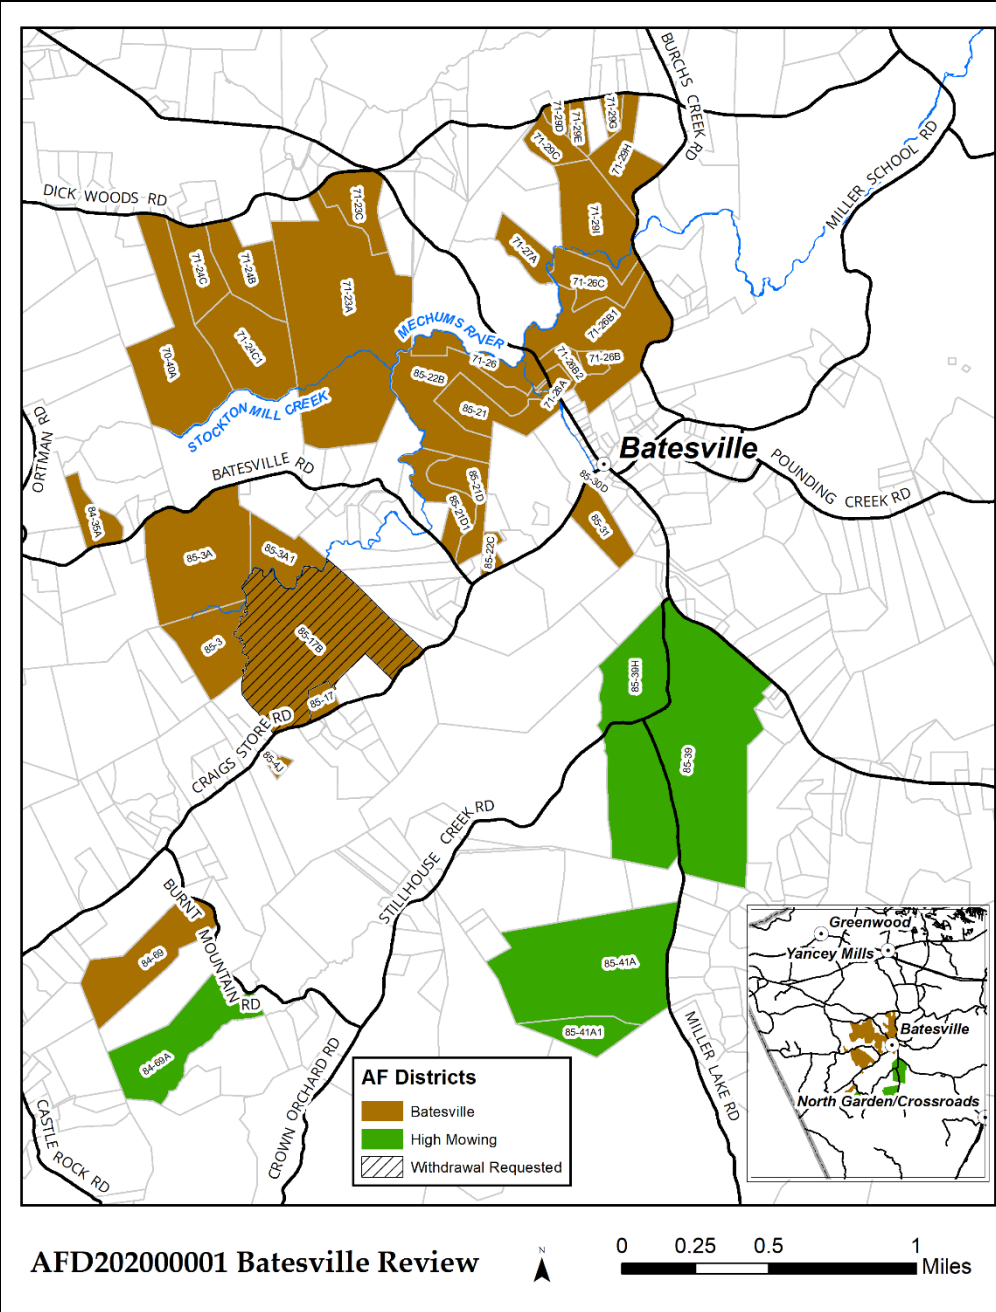 BURCHS CREEK RD
MILLER SCHOOL RD
DICK WOODS RD
71-29D
71-29E
71-29G
71-29C
71-29H
71-23C
71-29I
71-27A
71-24C
71-24B
71-23A
71-26C
MECHUMS RIVER
71-26B1
71-24C1
70-40A
71-26
71-26B2
71-26B
85-22B
71-26A
85-21
STOCKTON MILL CREEK
ORTMAN RD
BATESVILLE RD
Batesville
POUNDING CREEK RD
85-30D
85-21D
85-21D1
84-35A
85-31
85-3A
85-3A1
85-22C
85-3
85-17B
85-39H
85-17
CRAIGS STORE RD
85-4J
85-39
STILLHOUSE CREEK RD
BURNT MOUNTAIN RD
84-69
85-41A
85-41A1
84-69A
MILLER LAKE RD
CROWN ORCHARD RD
CASTLE ROCK RD
Greenwood
Yancey Mills
Batesville
North Garden/Crossroads
AF Districts
Batesville
High Mowing
Withdrawal Requested
AFD202000001 Batesville Review
N
0 0.25 0.5 1
Miles